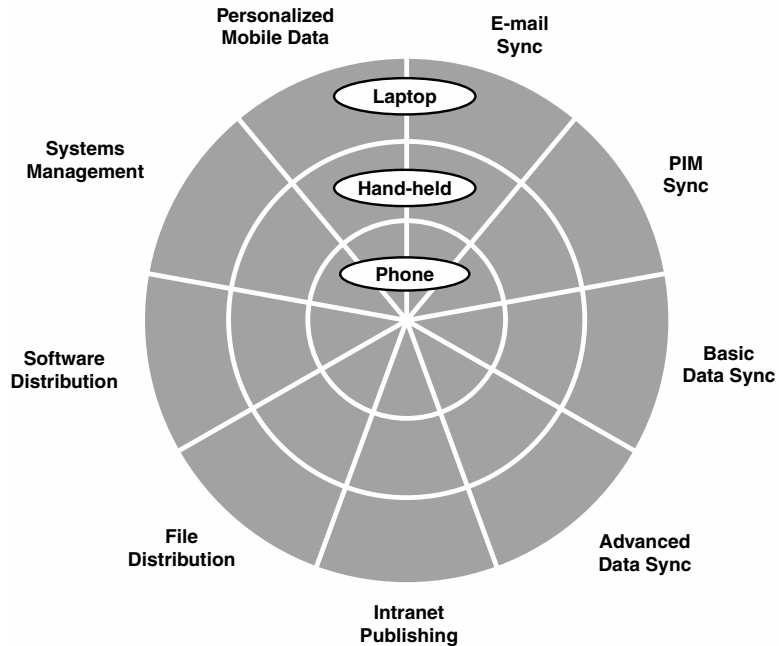 Personalized
Mobile Data
E-mail
Sync
Laptop
Systems
Management
PIM
Sync
Hand-held
Phone
Software
Distribution
Basic
Data Sync
File
Distribution
Advanced
Data Sync
Intranet
Publishing